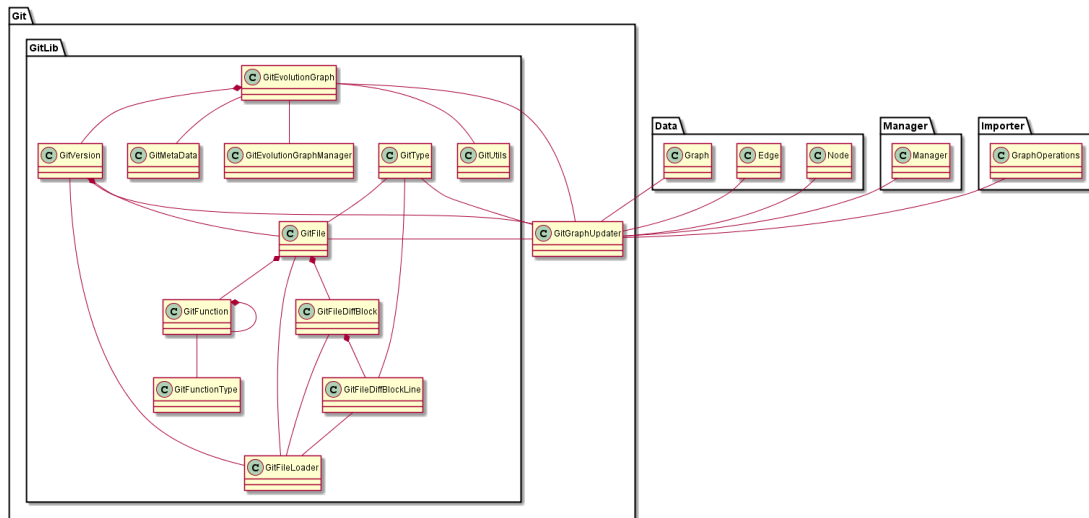 Git
GitLib
C GitEvolutionGraph
Data
Manager
Importer
C GitVersion
C GitMetaData
C GitEvolutionGraphManager
C GitType
C GitUtils
C Graph
C Edge
C Node
C Manager
C GraphOperations
C GitFile
C GitGraphUpdater
C GitFunction
C GitFileDiffBlock
C GitFunctionType
C GitFileDiffBlockLine
C GitFileLoader